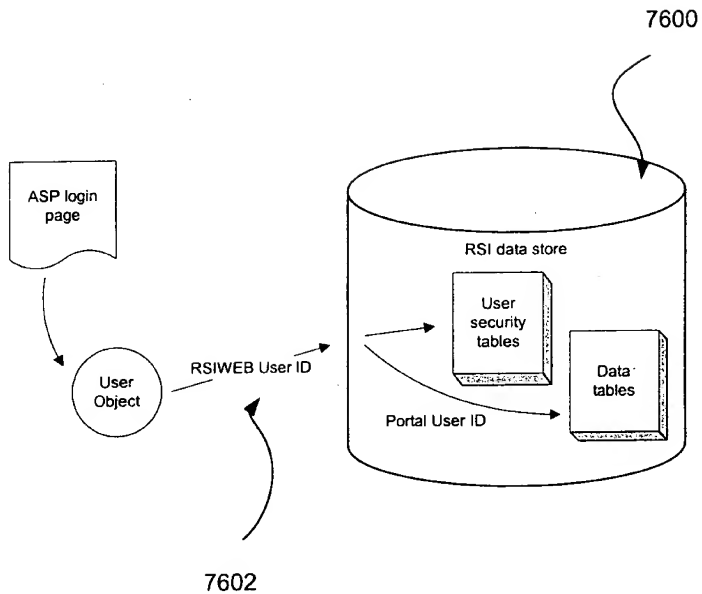 7600
ASP login
page
RSI data store
User
security
tables
RSIWEB User ID
User
Object
Data
tables
Portal User ID
7602